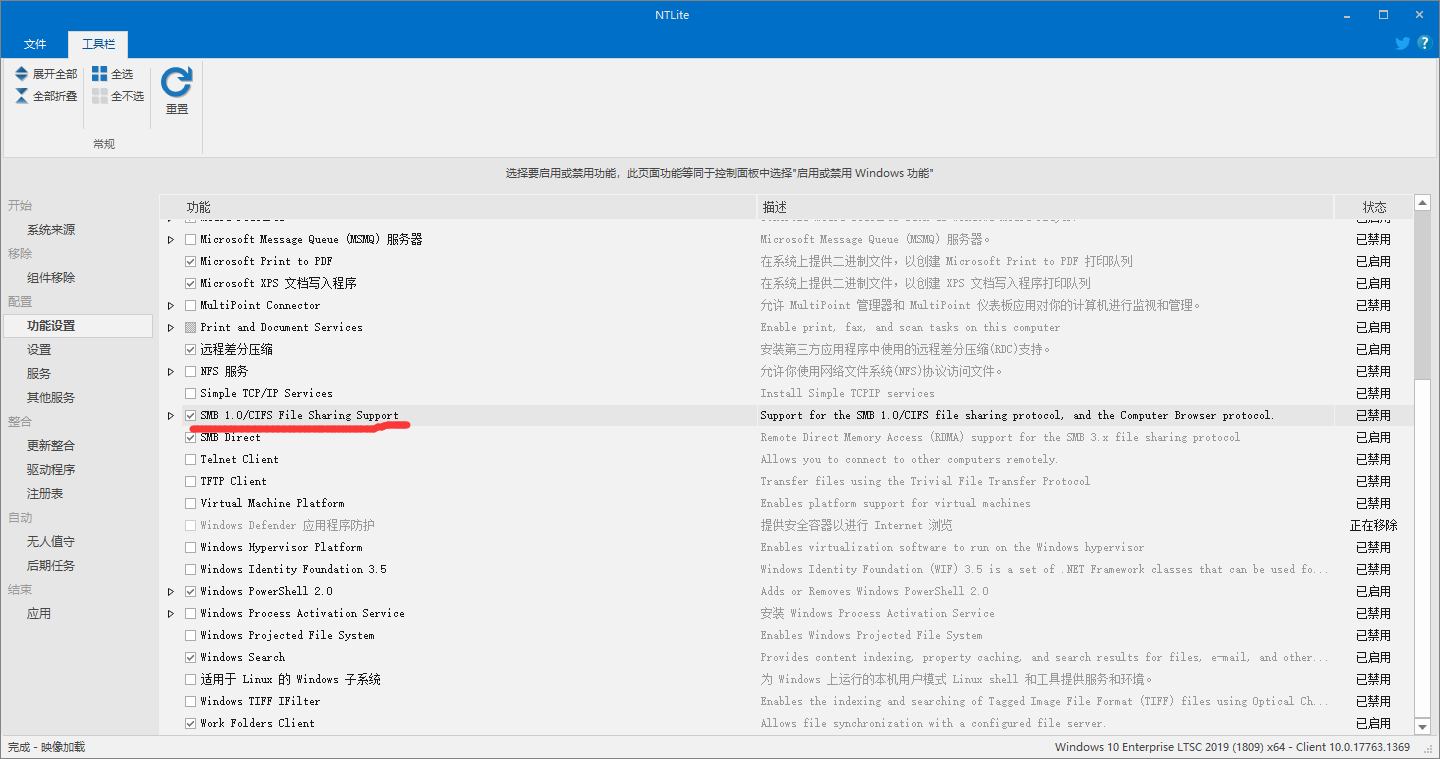 NTLite
文件
工具栏
展开全部
全部折叠
全选
全不选
重置
常规
选择要启用或禁用功能，此页面功能等同于控制面板中选择"启用或禁用 Windows 功能"
开始
系统来源
移除
组件移除
配置
功能设置
设置
服务
其他服务
整合
更新整合
驱动程序
注册表
自动
无人值守
后期任务
结束
应用
功能 描述 状态
Microsoft Message Queue (MSMQ) 服务器 Microsoft Message Queue (MSMQ) 服务器。 已禁用
Microsoft Print to PDF 在系统上提供二进制文件，以创建 Microsoft Print to PDF 打印队列 已启用
Microsoft XPS 文档写入程序 在系统上提供二进制文件，以创建 XPS 文档写入程序打印队列 已启用
MultiPoint Connector 允许 MultiPoint 管理器和 MultiPoint 仪表板应用对你的计算机进行监视和管理。 已禁用
Print and Document Services Enable print, fax, and scan tasks on this computer 已启用
远程差分压缩 安装第三方应用程序中使用的远程差分压缩(RDC)支持。 已启用
NFS 服务 允许你使用网络文件系统(NFS)协议访问文件。 已禁用
Simple TCP/IP Services Install Simple TCPIP services 已禁用
SMB 1.0/CIFS File Sharing Support Support for the SMB 1.0/CIFS file sharing protocol, and the Computer Browser protocol. 已禁用
SMB Direct Remote Direct Memory Access (RDMA) support for the SMB 3.x file sharing protocol 已启用
Telnet Client Allows you to connect to other computers remotely. 已禁用
TFTP Client Transfer files using the Trivial File Transfer Protocol 已禁用
Virtual Machine Platform Enables platform support for virtual machines 已禁用
Windows Defender 应用程序防护 提供安全容器以进行 Internet 浏览 正在移除
Windows Hypervisor Platform Enables virtualization software to run on the Windows hypervisor 已禁用
Windows Identity Foundation 3.5 Windows Identity Foundation (WIF) 3.5 is a set of .NET Framework classes that can be used fo... 已禁用
Windows PowerShell 2.0 Adds or Removes Windows PowerShell 2.0 已启用
Windows Process Activation Service 安装 Windows Process Activation Service 已禁用
Windows Projected File System Enables Windows Projected File System 已禁用
Windows Search Provides content indexing, property caching, and search results for files, e-mail, and other... 已启用
适用于 Linux 的 Windows 子系统 为 Windows 上运行的本机用户模式 Linux shell 和工具提供服务和环境。 已禁用
Windows TIFF IFilter Enables the indexing and searching of Tagged Image File Format (TIFF) files using Optical Ch... 已禁用
Work Folders Client Allows file synchronization with a configured file server. 已启用
完成 - 映像加载
Windows 10 Enterprise LTSC 2019 (1809) x64 - Client 10.0.17763.1369